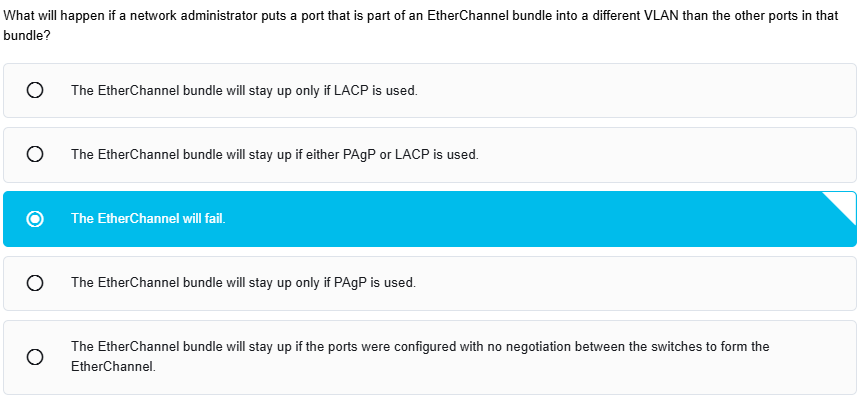 What will happen if a network administrator puts a port that is part of an EtherChannel bundle into a different VLAN than the other ports in that
bundle?
The EtherChannel bundle will stay up only if LACP is used.
The EtherChannel bundle will stay up if either PAgP or LACP is used.
The EtherChannel will fail.
The EtherChannel bundle will stay up only if PAgP is used.
The EtherChannel bundle will stay up if the ports were configured with no negotiation between the switches to form the
EtherChannel.